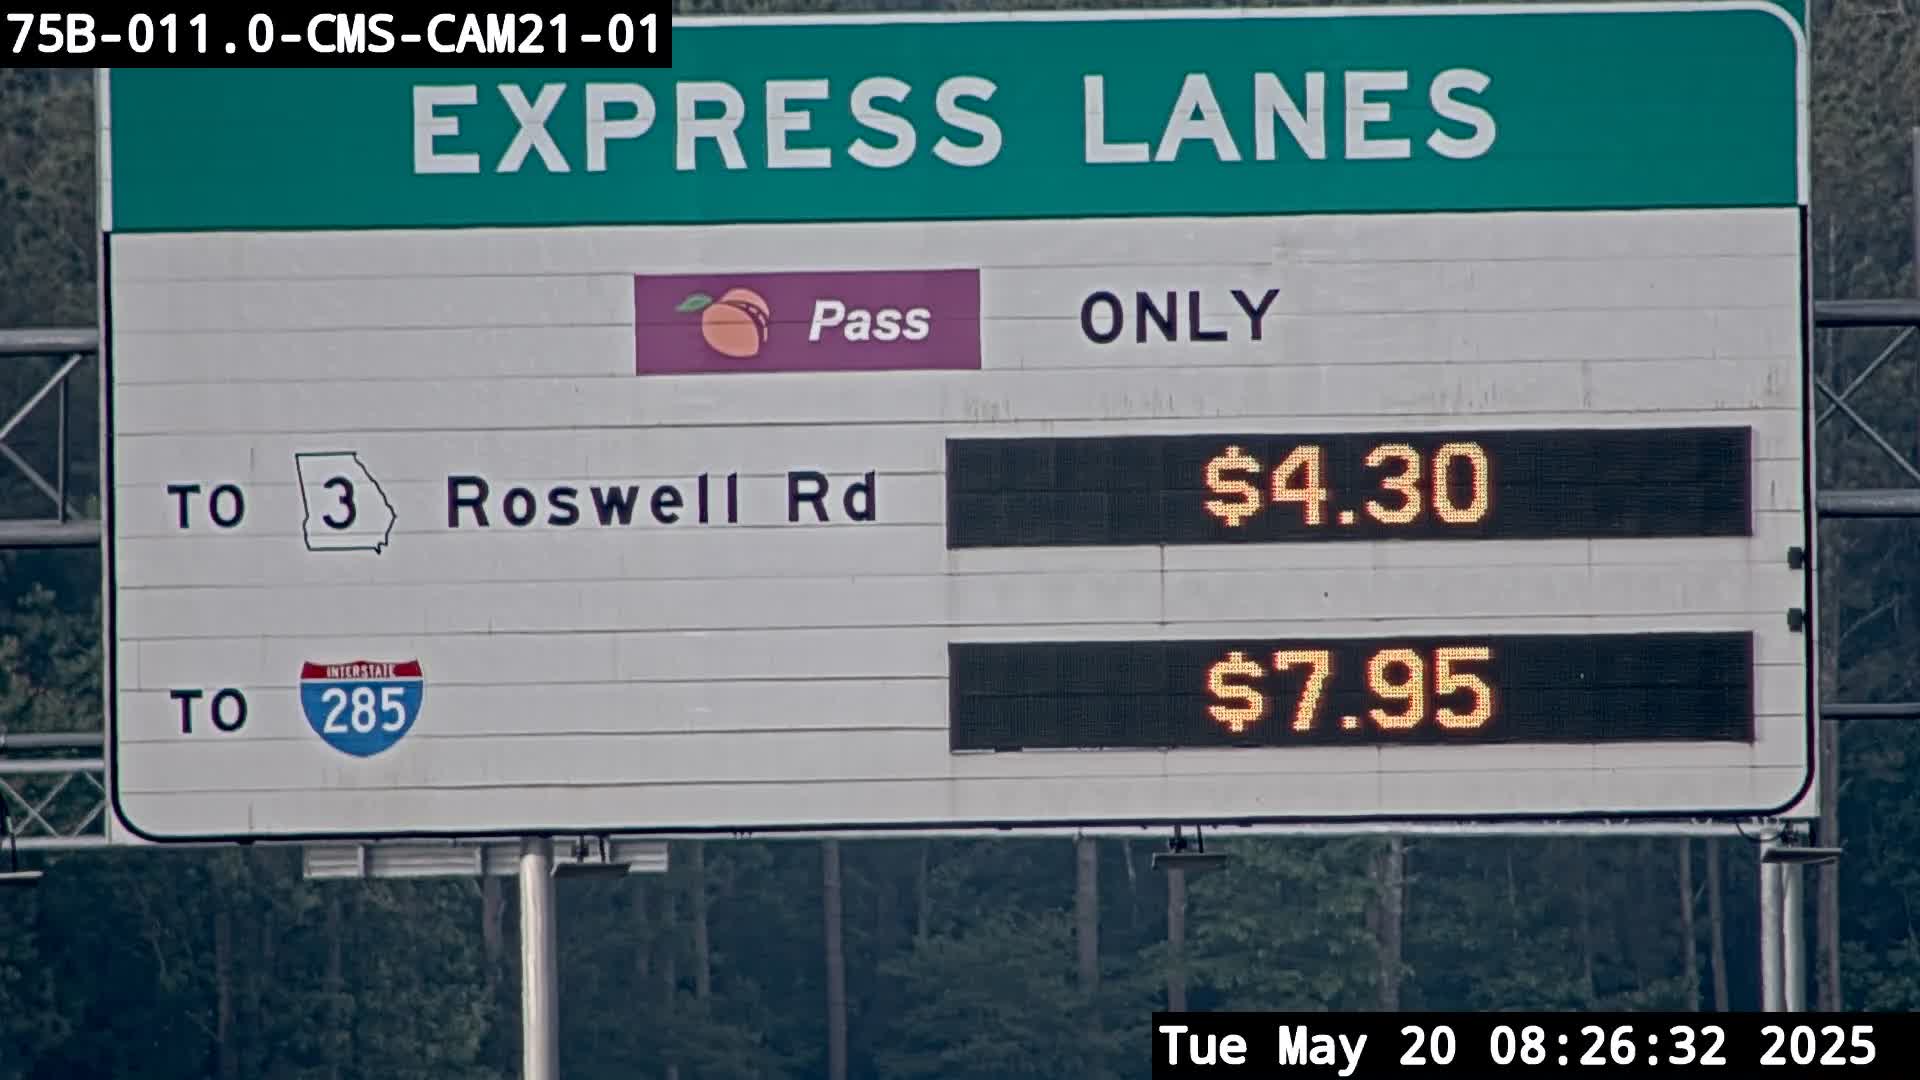 75B-011.0-CMS-CAM21-01
EXPRESS LANES
Pass ONLY
TO 3 Roswell Rd $4.30
TO INTERSTATE 285 $7.95
Tue May 20 08:26:32 2025